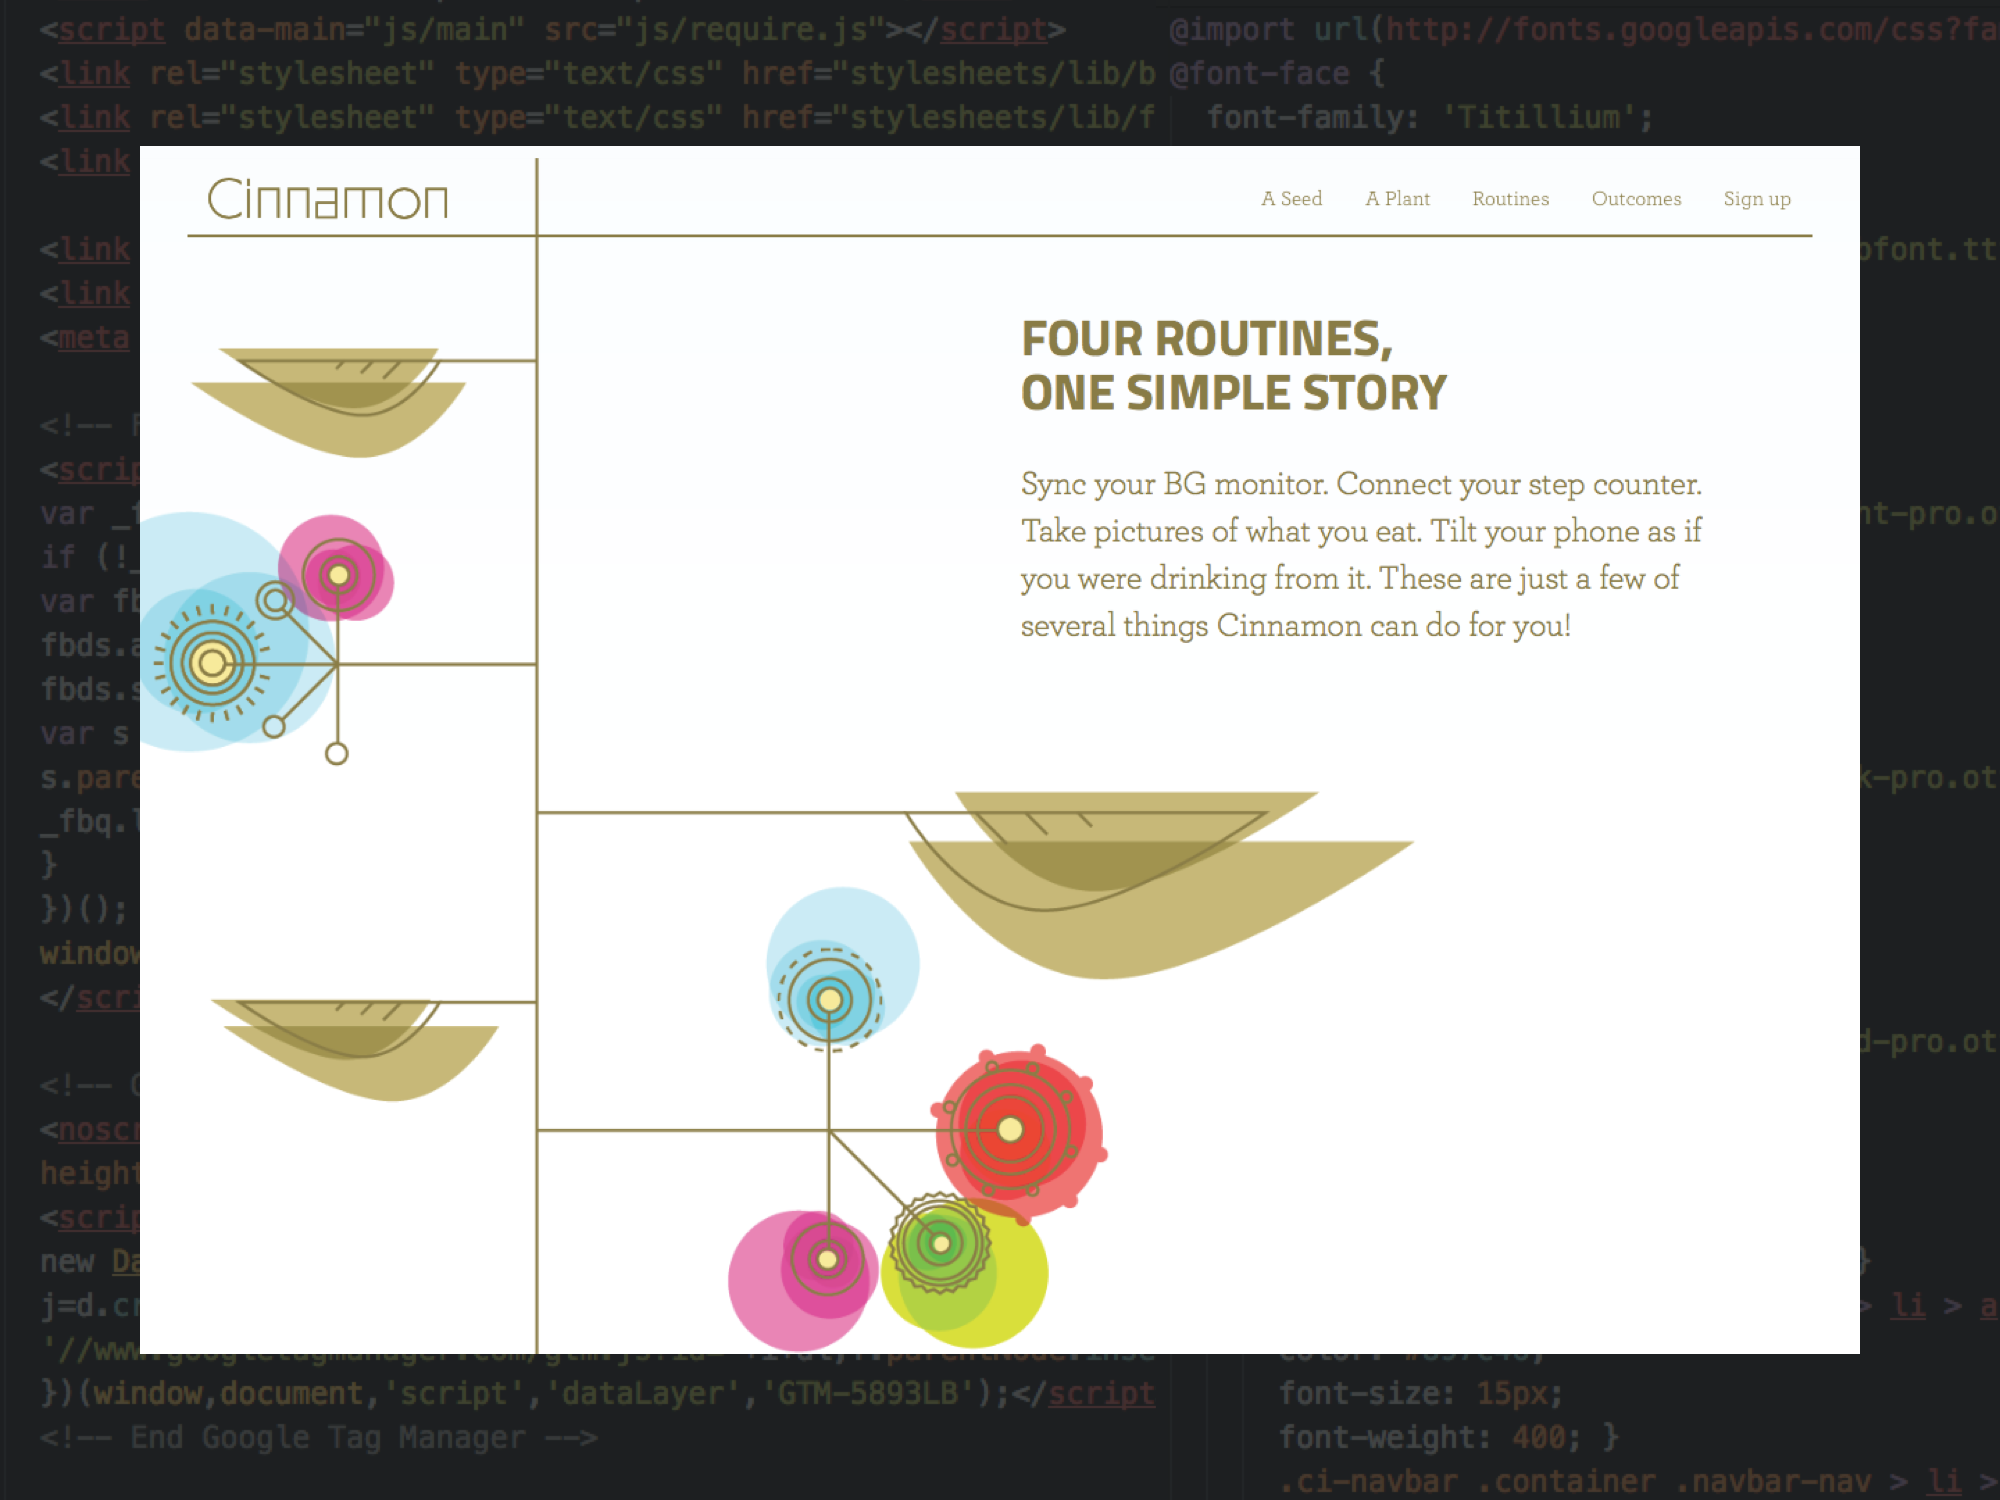 <script data-main="js/main" src="js/require.js"></script>
<link rel="stylesheet" type="text/css" href="stylesheets/lib/b
<link rel="stylesheet" type="text/css" href="stylesheets/lib/f
<link
<link
<link
<meta
<!--
<scrip
var
if (!
var fb
fbds.a
fbds.s
var s
s.pare
_fbq.l
}
})();
window
</scri
<!--
<noscr
height
<scrip
new Da
j=d.cr
})(window,document,'script','dataLayer','GTM-5893LB');</script
<!-- End Google Tag Manager -->
@import url(http://fonts.googleapis.com/css?fa
@font-face {
font-family: 'Titillium';
Cinnamon
A Seed A Plant Routines Outcomes Sign up
FOUR ROUTINES,
ONE SIMPLE STORY
Sync your BG monitor. Connect your step counter.
Take pictures of what you eat. Tilt your phone as if
you were drinking from it. These are just a few of
several things Cinnamon can do for you!
font.tt
nt-pro.o
k-pro.ot
d-pro.ot
}
> li > a
font-size: 15px;
font-weight: 400; }
.ci-navbar .container .navbar-nav > li >